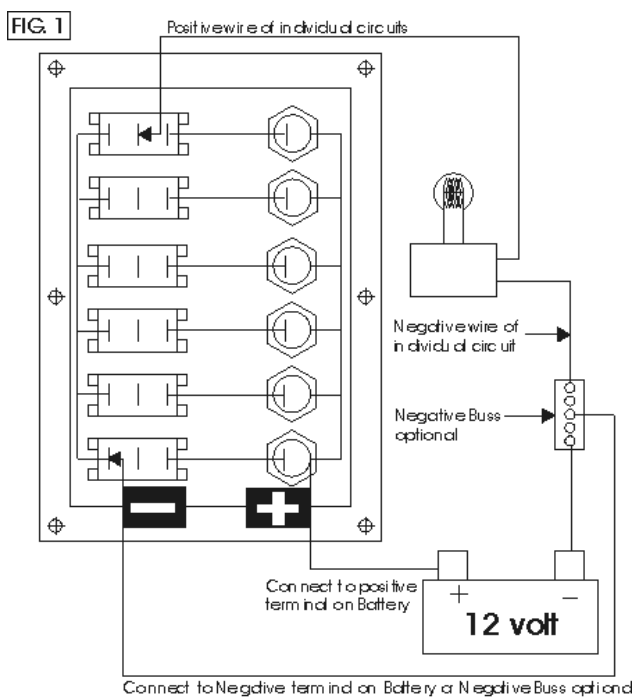 FIG. 1
Positive wire of individual circuits
Negative wire of
individual circuit
Negative Buss
optional
Connect to positive
terminal on Battery
+ −
12 volt
Connect to Negative terminal on Battery or Negative Buss optional